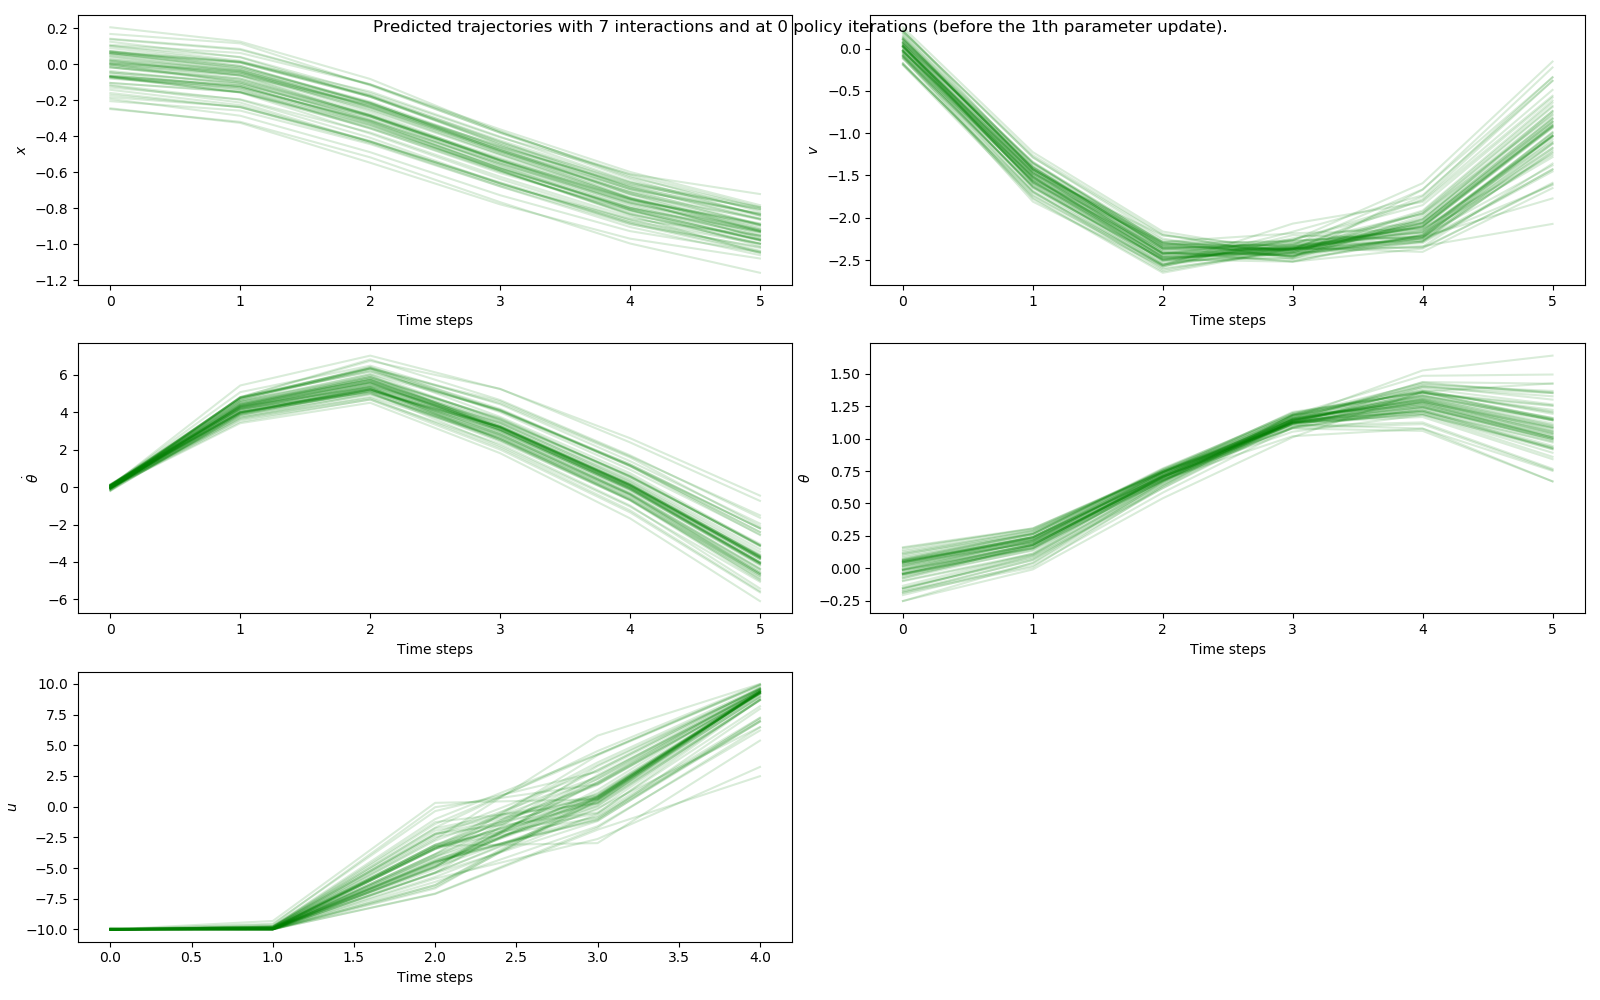 Predicted trajectories with 7 interactions and at 0 policy iterations (before the 1th parameter update).
0.2
0.0
−0.2
−0.4
−0.6
−0.8
−1.0
−1.2
x
0 1 2 3 4 5
Time steps
0.0
−0.5
−1.0
−1.5
−2.0
−2.5
v
0 1 2 3 4 5
Time steps
6
4
2
0
−2
−4
−6
θ̇
0 1 2 3 4 5
Time steps
1.50
1.25
1.00
0.75
0.50
0.25
0.00
−0.25
θ
0 1 2 3 4 5
Time steps
10.0
7.5
5.0
2.5
0.0
−2.5
−5.0
−7.5
−10.0
u
0.0 0.5 1.0 1.5 2.0 2.5 3.0 3.5 4.0
Time steps